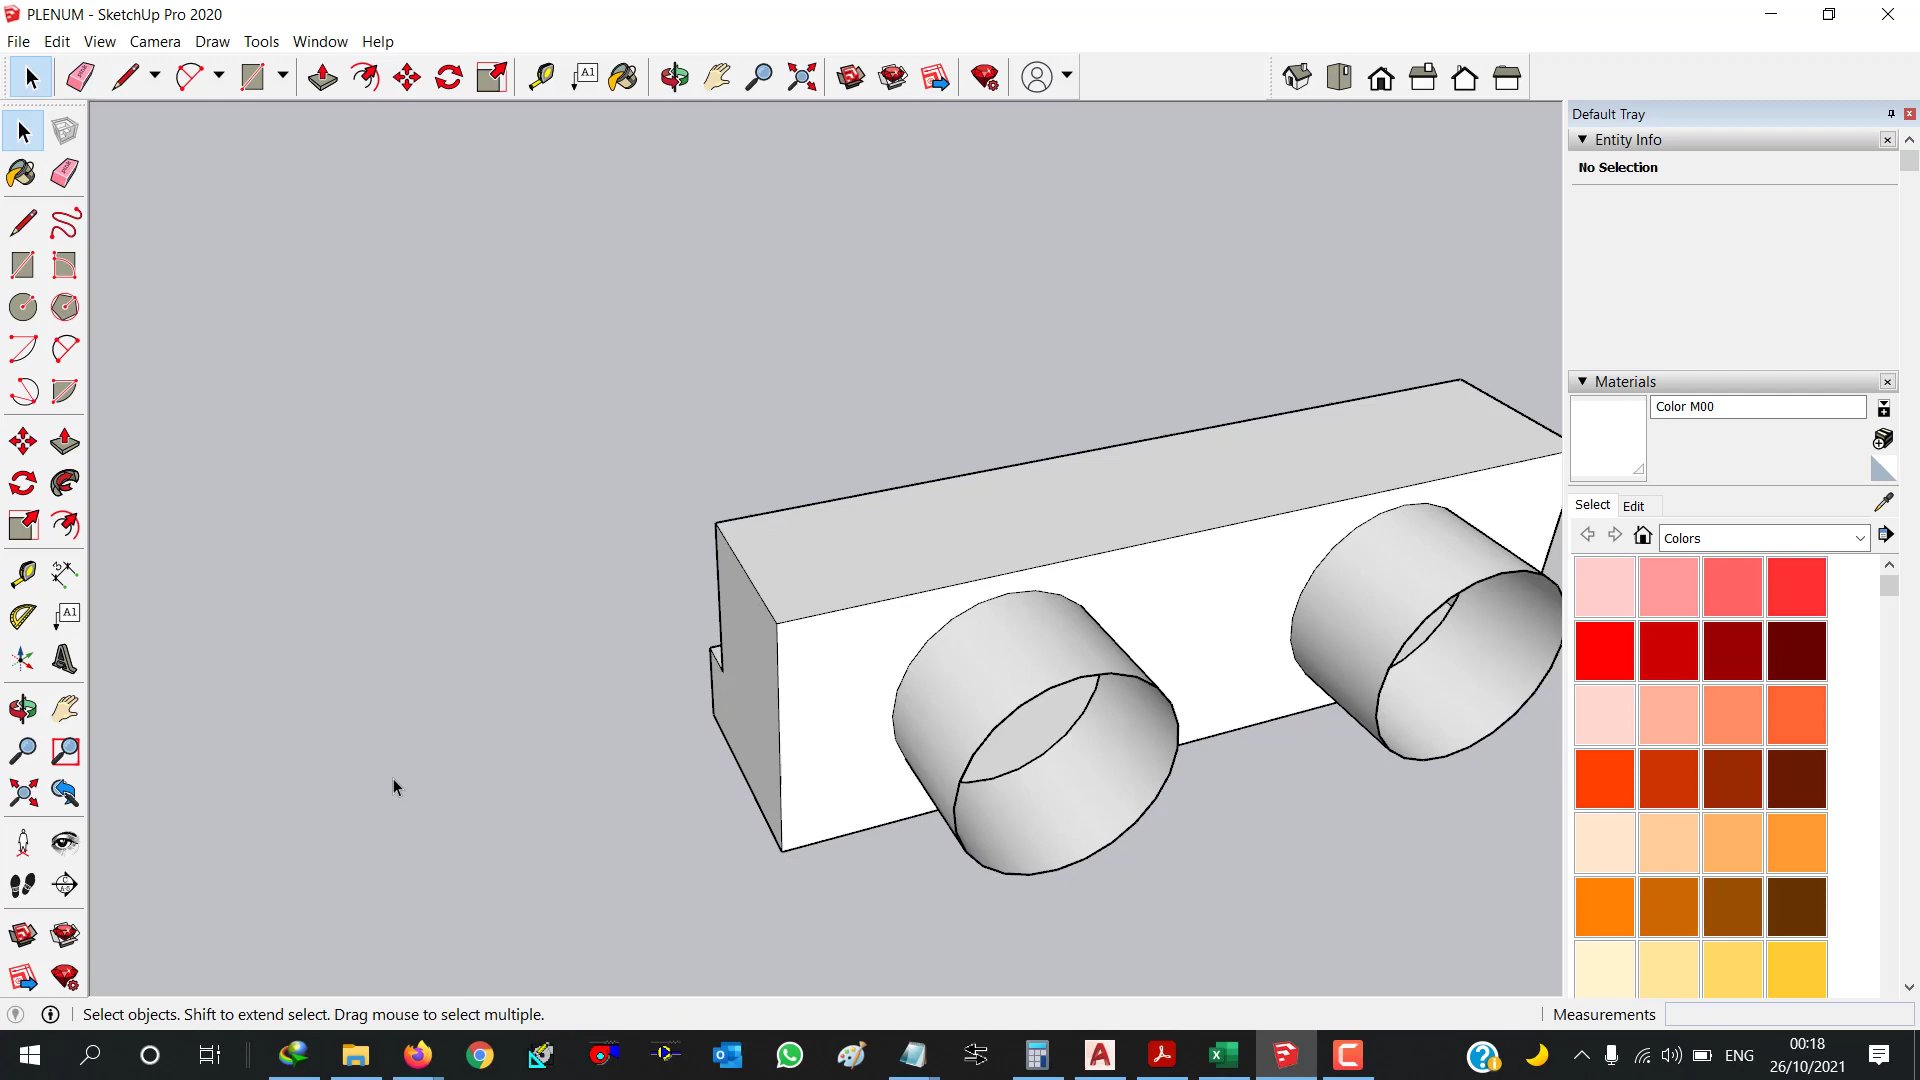 PLENUM - SketchUp Pro 2020
File Edit View Camera Draw Tools Window Help
A1
Default Tray
Entity Info
No Selection
Materials
Color M00
Select Edit
Colors
A1
Select objects. Shift to extend select. Drag mouse to select multiple.
Measurements
ENG
00:18
26/10/2021